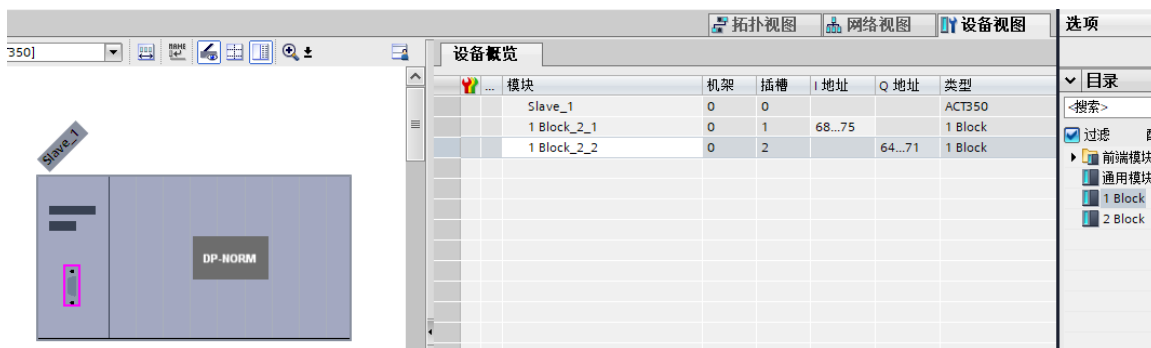 拓扑视图 网络视图 设备视图 选项
350]
设备概览
... 模块 机架 插槽 I 地址 Q 地址 类型
目录
Slave_1 0 0 ACT350
<搜索>
1 Block_2_1 0 1 68...75 1 Block
过滤
1 Block_2_2 0 2 64...71 1 Block
Slave_1
前端模块
通用模块
1 Block
2 Block
DP-NORM